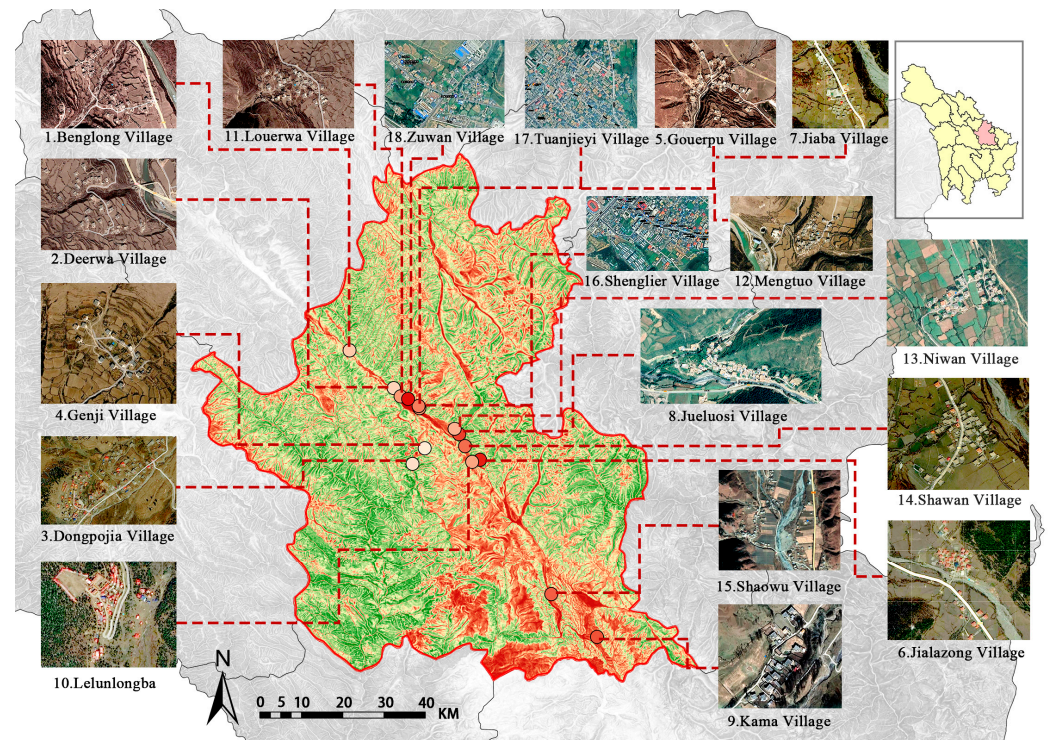 1.Benglong Village
11.Louerwa Village
18.Zuwan Village
17.Tuanjieyi Village
5.Gouerpu Village
7.Jiaba Village
2.Deerwa Village
16.Shenglier Village
12.Mengtuo Village
13.Niwan Village
4.Genji Village
8.Jueluosi Village
14.Shawan Village
3.Dongpojia Village
15.Shaowu Village
6.Jialazong Village
10.Lelunlongba
9.Kama Village
N
0 5 10 20 30 40 KM